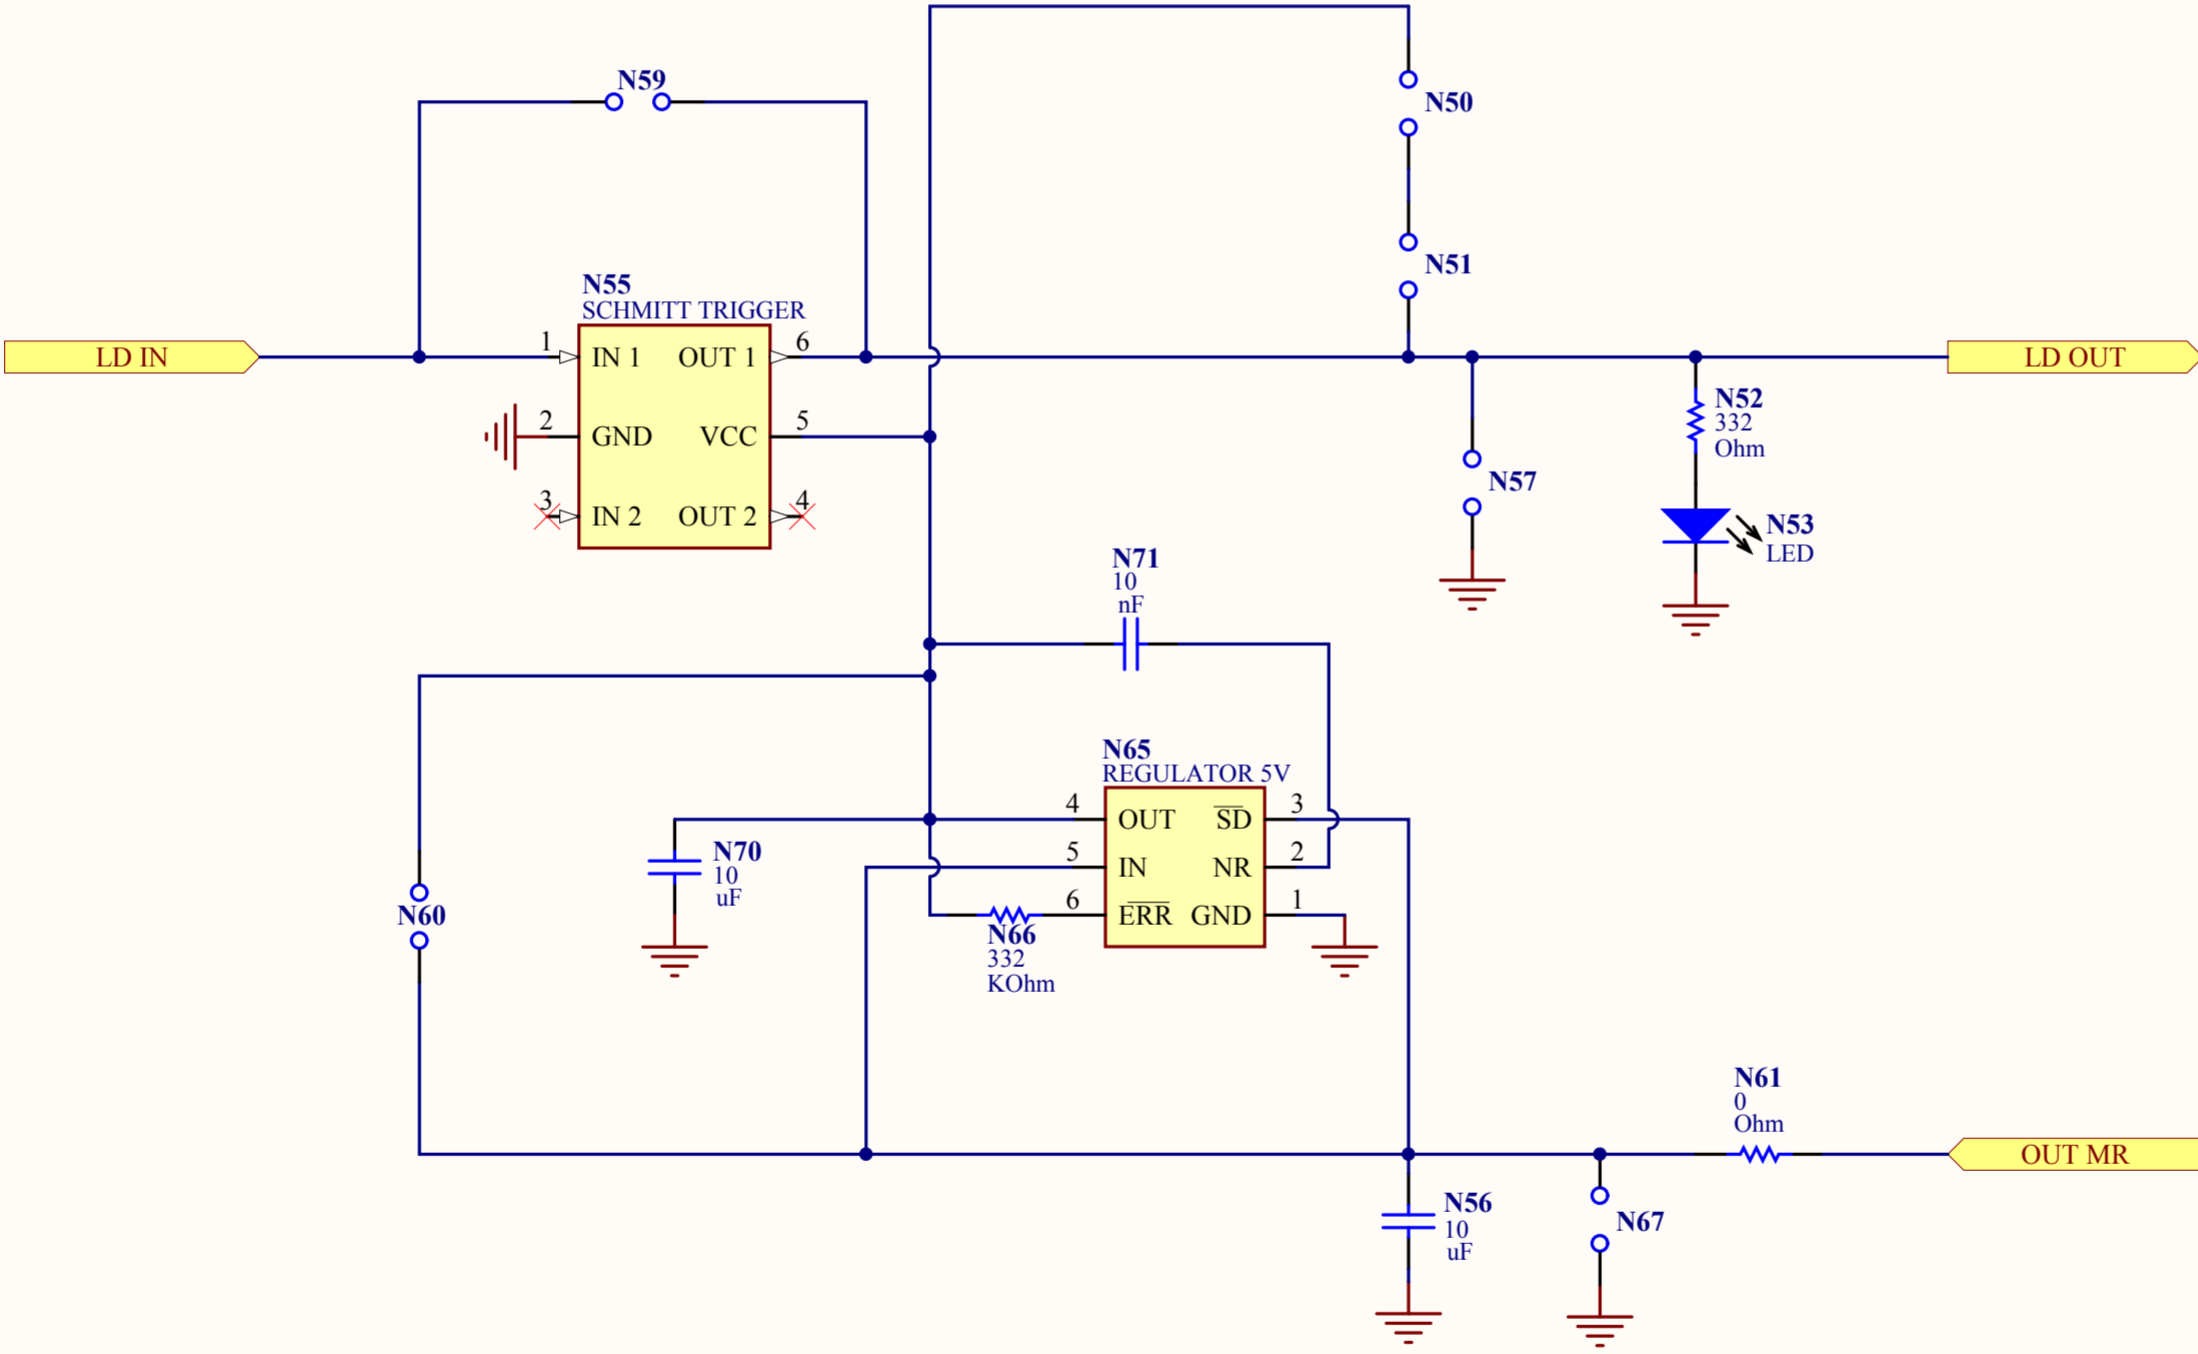 N59
N50
N51
N55
SCHMITT TRIGGER
LD IN
1
IN 1
OUT 1
6
LD OUT
2
GND
VCC
5
3
IN 2
OUT 2
4
N52
332
Ohm
N57
N53
LED
N71
10
nF
N65
REGULATOR 5V
4
OUT
SD
3
5
IN
NR
2
6
ERR
GND
1
N70
10
uF
N60
N66
332
KOhm
N61
0
Ohm
OUT MR
N56
10
uF
N67